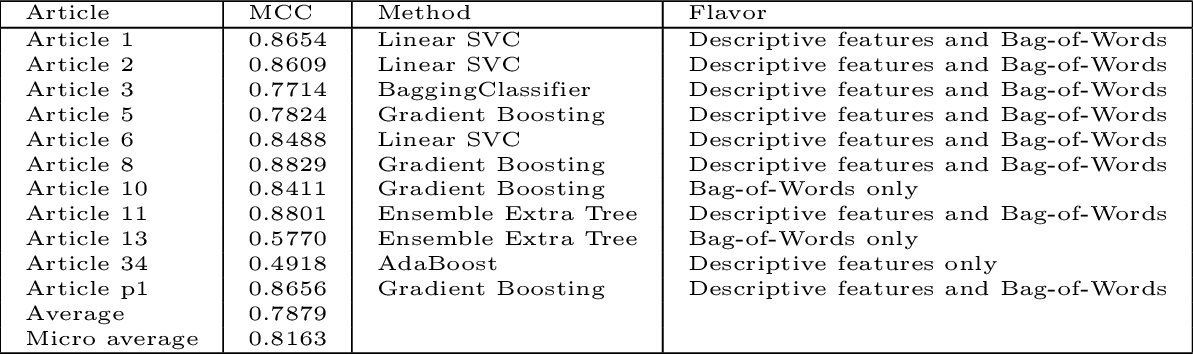 Article MCC Method Flavor
Article 1 0.8654 Linear SVC Descriptive features and Bag-of-Words
Article 2 0.8609 Linear SVC Descriptive features and Bag-of-Words
Article 3 0.7714 BaggingClassifier Descriptive features and Bag-of-Words
Article 5 0.7824 Gradient Boosting Descriptive features and Bag-of-Words
Article 6 0.8488 Linear SVC Descriptive features and Bag-of-Words
Article 8 0.8829 Gradient Boosting Descriptive features and Bag-of-Words
Article 10 0.8411 Gradient Boosting Bag-of-Words only
Article 11 0.8801 Ensemble Extra Tree Descriptive features and Bag-of-Words
Article 13 0.5770 Ensemble Extra Tree Bag-of-Words only
Article 34 0.4918 AdaBoost Descriptive features only
Article p1 0.8656 Gradient Boosting Descriptive features and Bag-of-Words
Average 0.7879
Micro average 0.8163